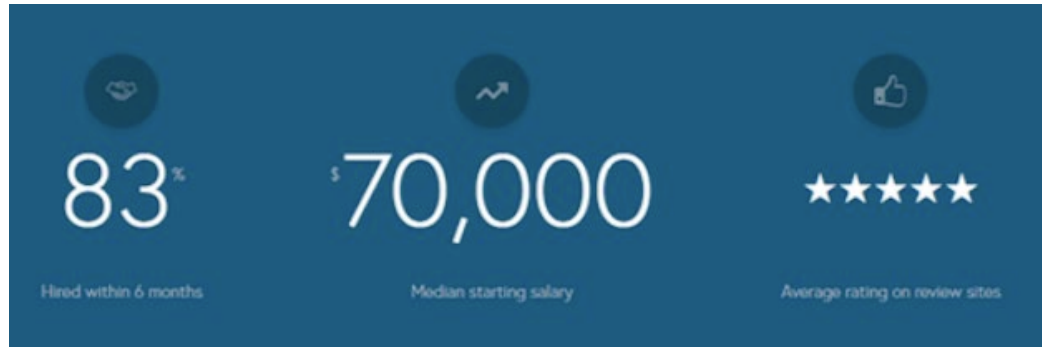 83%
Hired within 6 months
$70,000
Median starting salary
Average rating on review sites